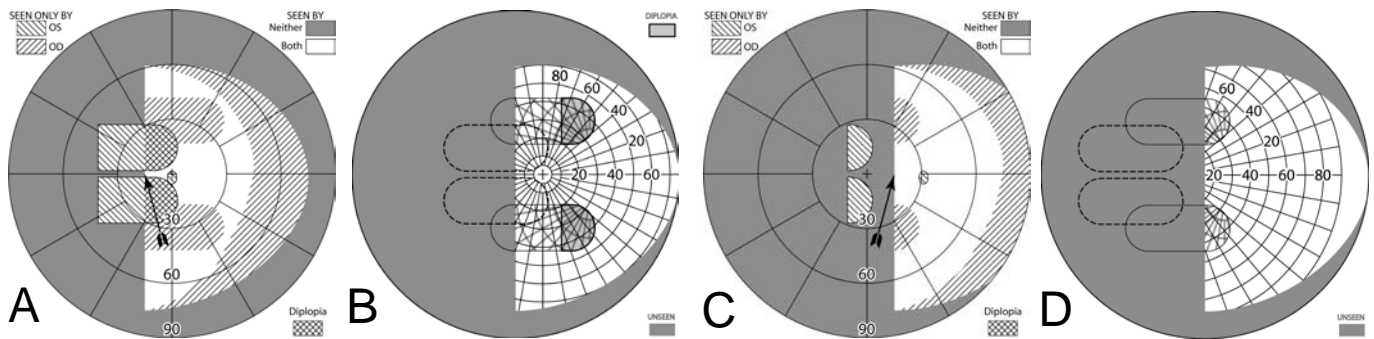 SEEN ONLY BY
OS
OD
SEEN BY
Neither
Both
30
60
90
Diplopia
A
DIPLOPIA.
80
60
40
20
20 40 60
UNSEEN
B
SEEN ONLY BY
OS
OD
SEEN BY
Neither
Both
30
60
90
Diplopia
C
60
40
20
20 40 60 80
UNSEEN
D